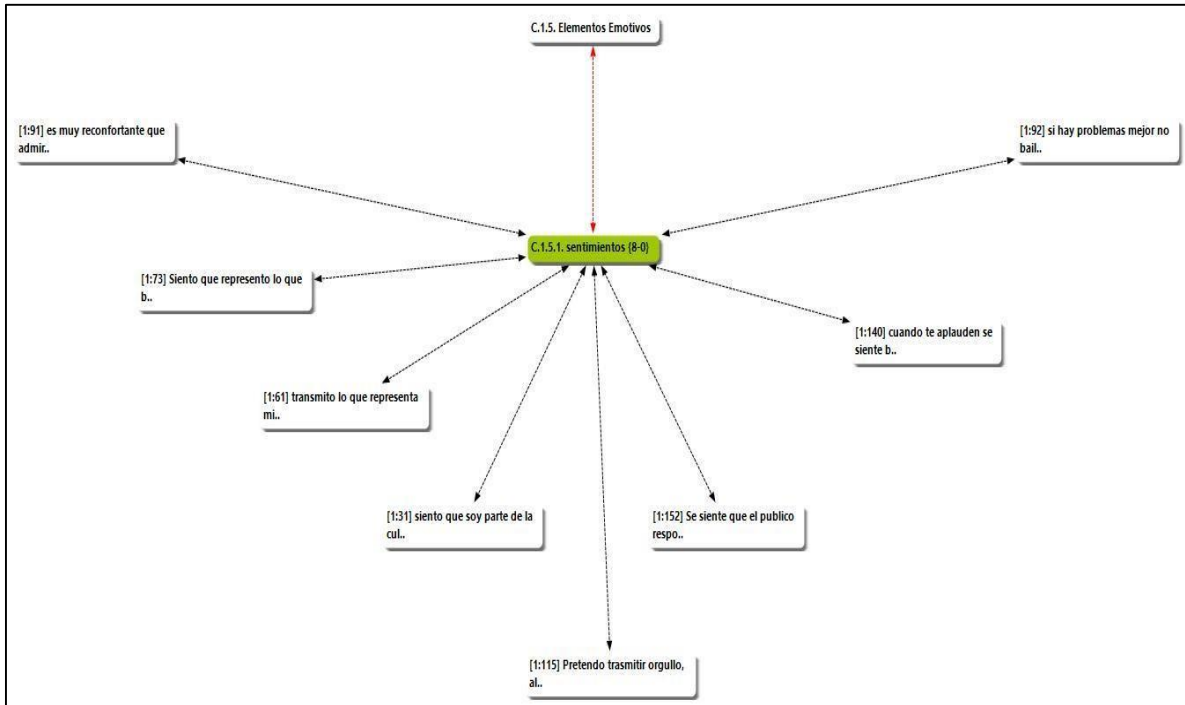 C.1.5. Elementos Emotivos
[1:91] es muy reconfortante que
admir..
[1:92] si hay problemas mejor no
bail..
C.1.5.1. sentimientos {8-0}
[1:73] Siento que represento lo que
b..
[1:140] cuando te aplauden se
siente b..
[1:61] transmito lo que representa
mi..
[1:31] siento que soy parte de la
cul..
[1:152] Se siente que el publico
respo..
[1:115] Pretendo trasmitir orgullo,
al..